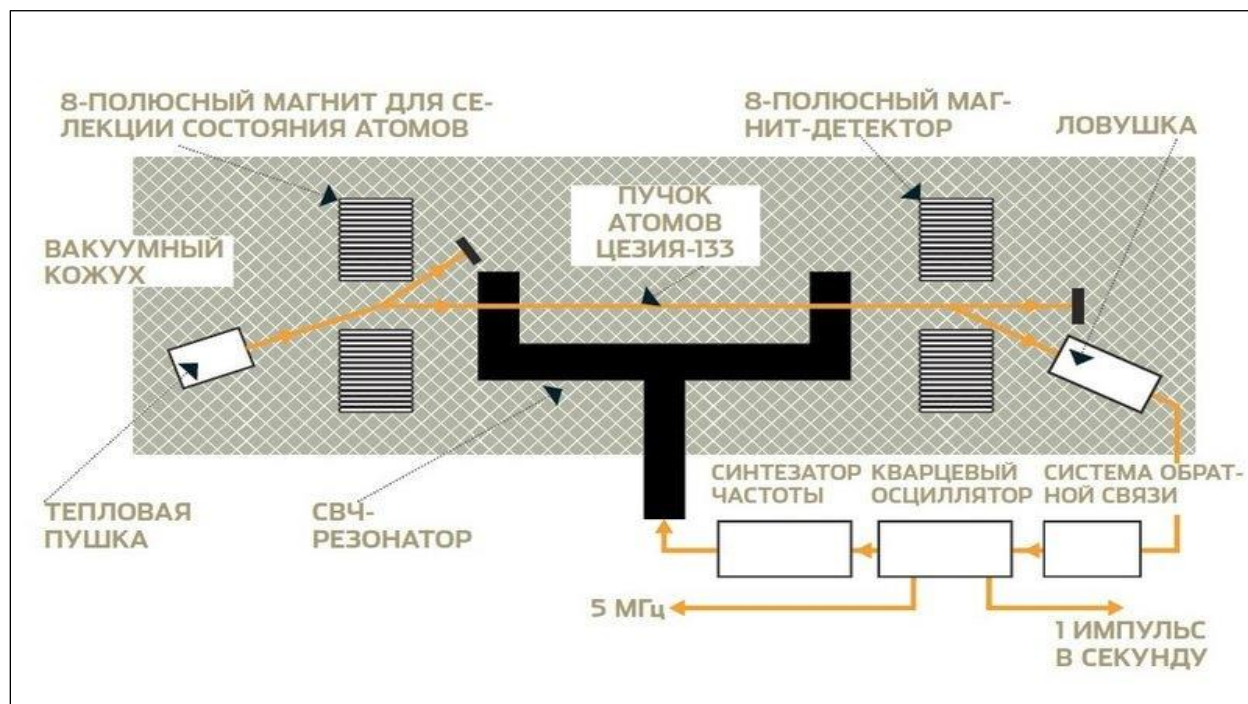 8-ПОЛЮСНЫЙ МАГНИТ ДЛЯ СЕ-
ЛЕКЦИИ СОСТОЯНИЯ АТОМОВ
8-ПОЛЮСНЫЙ МАГ-
НИТ-ДЕТЕКТОР
ЛОВУШКА
ПУЧОК
АТОМОВ
ЦЕЗИЯ-133
ВАКУУМНЫЙ
КОЖУХ
ТЕПЛОВАЯ
ПУШКА
СВЧ-
РЕЗОНАТОР
СИНТЕЗАТОР
ЧАСТОТЫ
КВАРЦЕВЫЙ
ОСЦИЛЛЯТОР
СИСТЕМА ОБРАТ-
НОЙ СВЯЗИ
5 МГц
1 ИМПУЛЬС
В СЕКУНДУ